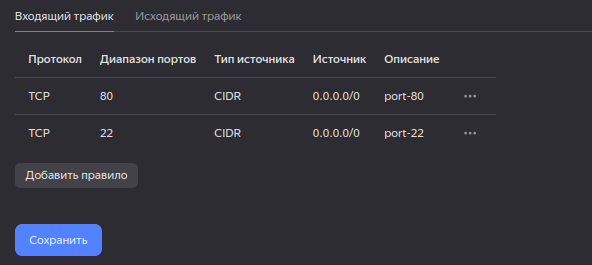 Входящий трафик Исходящий трафик
Протокол Диапазон портов Тип источника Источник Описание
TCP 80 CIDR 0.0.0.0/0 port-80 ···
TCP 22 CIDR 0.0.0.0/0 port-22 ···
Добавить правило
Сохранить